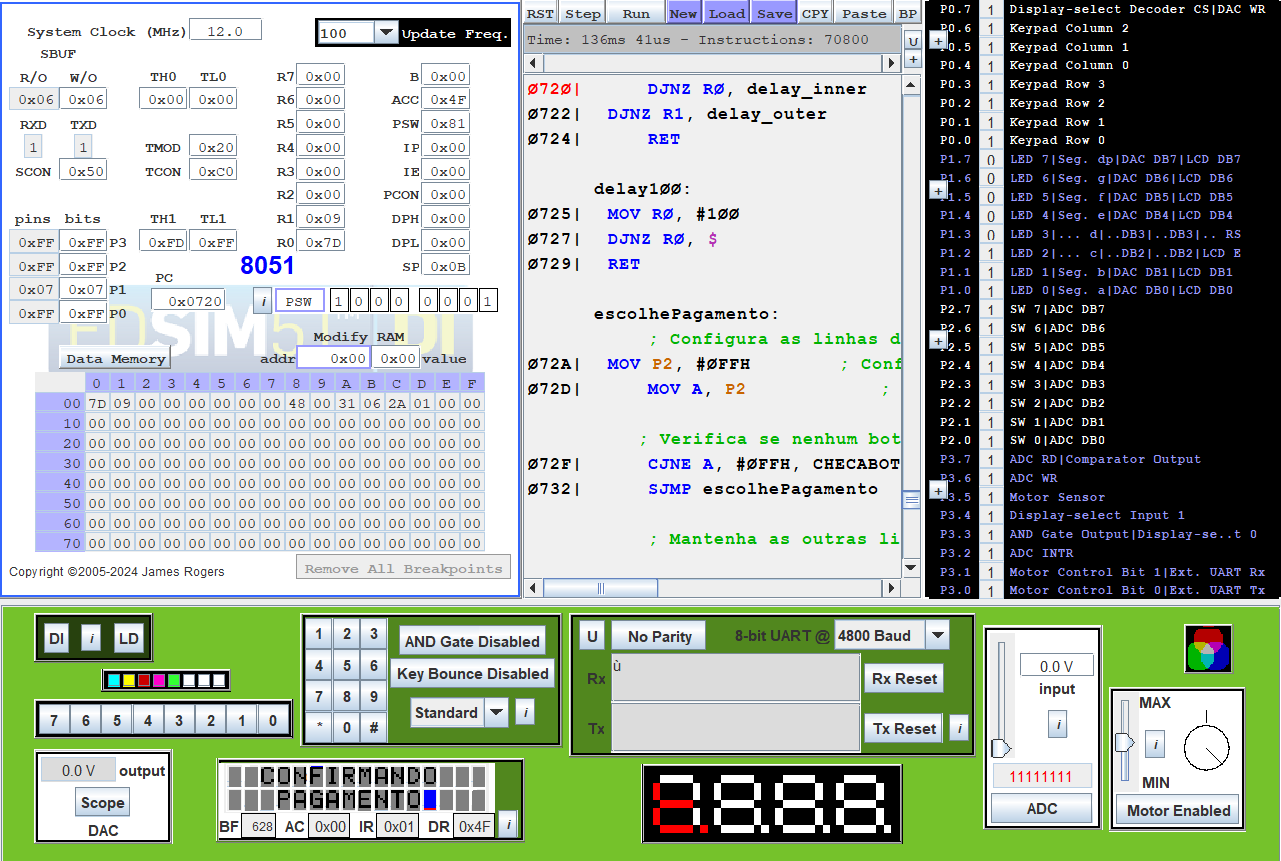 System Clock (MHz) 12.0
100 Update Freq.
SBUF
R/O W/O TH0 TL0 R7 0x00 B 0x00
0x06 0x06 0x00 0x00 R6 0x00 ACC 0x4F
RXD TXD R5 0x00 PSW 0x81
1 1 TMOD 0x20 R4 0x00 IP 0x00
SCON 0x50 TCON 0xC0 R3 0x00 IE 0x00
R2 0x00 PCON 0x00
pins bits TH1 TL1 R1 0x09 DPH 0x00
0xFF 0xFF P3 0xFD 0xFF R0 0x7D DPL 0x00
0xFF 0xFF P2 PC 8051 SP 0x0B
0x07 0x07 P1 0x0720 i PSW 1 0 0 0 0 0 0 1
0xFF 0xFF P0
Modify RAM
Data Memory addr 0x00 0x00 value
0 1 2 3 4 5 6 7 8 9 A B C D E F
00 7D 09 00 00 00 00 00 00 48 00 31 06 2A 01 00 00
10 00 00 00 00 00 00 00 00 00 00 00 00 00 00 00 00
20 00 00 00 00 00 00 00 00 00 00 00 00 00 00 00 00
30 00 00 00 00 00 00 00 00 00 00 00 00 00 00 00 00
40 00 00 00 00 00 00 00 00 00 00 00 00 00 00 00 00
50 00 00 00 00 00 00 00 00 00 00 00 00 00 00 00 00
60 00 00 00 00 00 00 00 00 00 00 00 00 00 00 00 00
70 00 00 00 00 00 00 00 00 00 00 00 00 00 00 00 00
Copyright ©2005-2024 James Rogers Remove All Breakpoints
RST Step Run New Load Save CPY Paste BP
Time: 136ms 41us - Instructions: 70800 U
+
0720| DJNZ R0, delay_inner
0722| DJNZ R1, delay_outer
0724| RET
delay100:
0725| MOV R0, #100
0727| DJNZ R0, $
0729| RET
escolhePagamento:
; Configura as linhas d
072A| MOV P2, #0FFH ; Conf
072D| MOV A, P2 ;
; Verifica se nenhum bot
072F| CJNE A, #0FFH, CHECABOT
0732| SJMP escolhePagamento
; Mantenha as outras li
P0.7 1 Display-select Decoder CS|DAC WR
P0.6 1 Keypad Column 2
P0.5 1 Keypad Column 1
P0.4 1 Keypad Column 0
P0.3 1 Keypad Row 3
P0.2 1 Keypad Row 2
P0.1 1 Keypad Row 1
P0.0 1 Keypad Row 0
P1.7 0 LED 7|Seg. dp|DAC DB7|LCD DB7
P1.6 0 LED 6|Seg. g|DAC DB6|LCD DB6
P1.5 0 LED 5|Seg. f|DAC DB5|LCD DB5
P1.4 0 LED 4|Seg. e|DAC DB4|LCD DB4
P1.3 0 LED 3|... d|..DB3|..DB3|.. RS
P1.2 1 LED 2|... c|..DB2|..DB2|LCD E
P1.1 1 LED 1|Seg. b|DAC DB1|LCD DB1
P1.0 1 LED 0|Seg. a|DAC DB0|LCD DB0
P2.7 1 SW 7|ADC DB7
P2.6 1 SW 6|ADC DB6
P2.5 1 SW 5|ADC DB5
P2.4 1 SW 4|ADC DB4
P2.3 1 SW 3|ADC DB3
P2.2 1 SW 2|ADC DB2
P2.1 1 SW 1|ADC DB1
P2.0 1 SW 0|ADC DB0
P3.7 1 ADC RD|Comparator Output
P3.6 1 ADC WR
P3.5 1 Motor Sensor
P3.4 1 Display-select Input 1
P3.3 1 AND Gate Output|Display-se..t 0
P3.2 1 ADC INTR
P3.1 1 Motor Control Bit 1|Ext. UART Rx
P3.0 1 Motor Control Bit 0|Ext. UART Tx
DI i LD
7 6 5 4 3 2 1 0
0.0 V output
Scope
DAC
1 2 3
4 5 6
7 8 9
* 0 #
AND Gate Disabled
Key Bounce Disabled
Standard i
CONFIRMANDO
PAGAMENTO
BF 628 AC 0x00 IR 0x01 DR 0x4F i
U No Parity 8-bit UART @ 4800 Baud
Rx ù Rx Reset
Tx Tx Reset i
8.8.8.8.
0.0 V
input
i
11111111
ADC
MAX
i
MIN
Motor Enabled